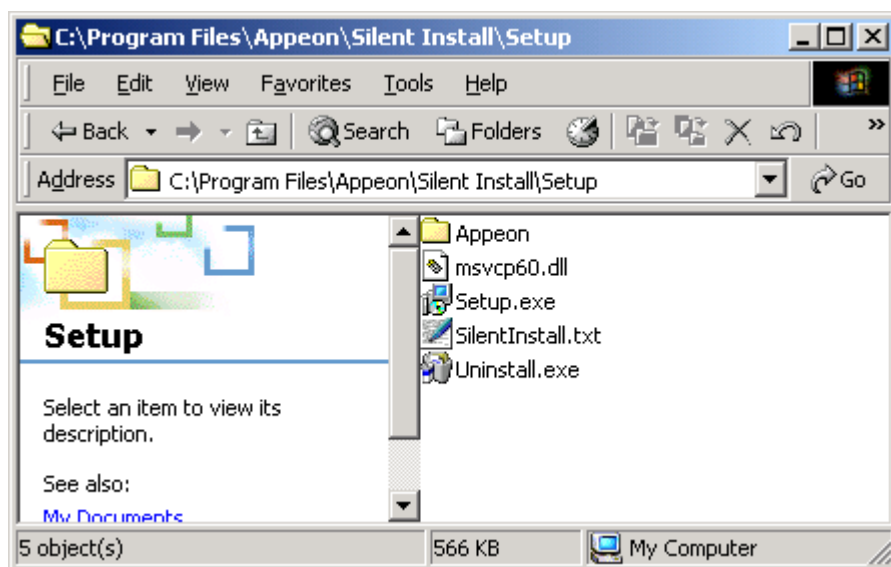 C:\Program Files\Appeon\Silent Install\Setup
File Edit View Favorites Tools Help
Back Search Folders »
Address C:\Program Files\Appeon\Silent Install\Setup Go
Appeon
msvcp60.dll
Setup.exe
SilentInstall.txt
Uninstall.exe
Setup
Select an item to view its
description.
See also:
My Documents
5 object(s) 566 KB My Computer